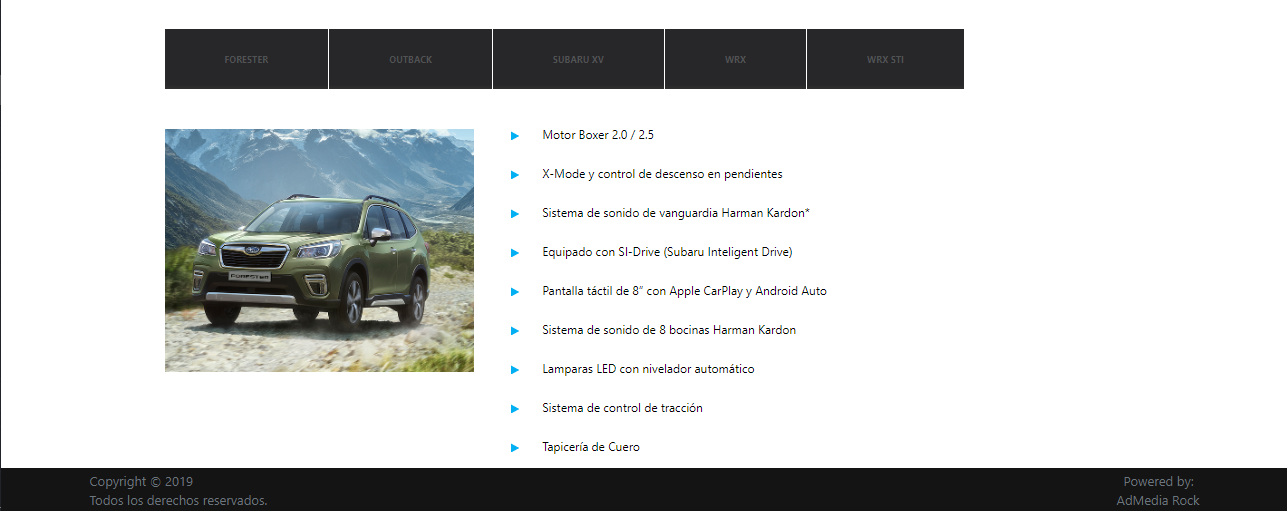 FORESTER
OUTBACK
SUBARU XV
WRX
WRX STI
Motor Boxer 2.0 / 2.5
X-Mode y control de descenso en pendientes
Sistema de sonido de vanguardia Harman Kardon*
Equipado con SI-Drive (Subaru Inteligent Drive)
Pantalla táctil de 8″ con Apple CarPlay y Android Auto
Sistema de sonido de 8 bocinas Harman Kardon
Lamparas LED con nivelador automático
Sistema de control de tracción
Tapicería de Cuero
FORESTER
Copyright © 2019
Todos los derechos reservados.
Powered by:
AdMedia Rock